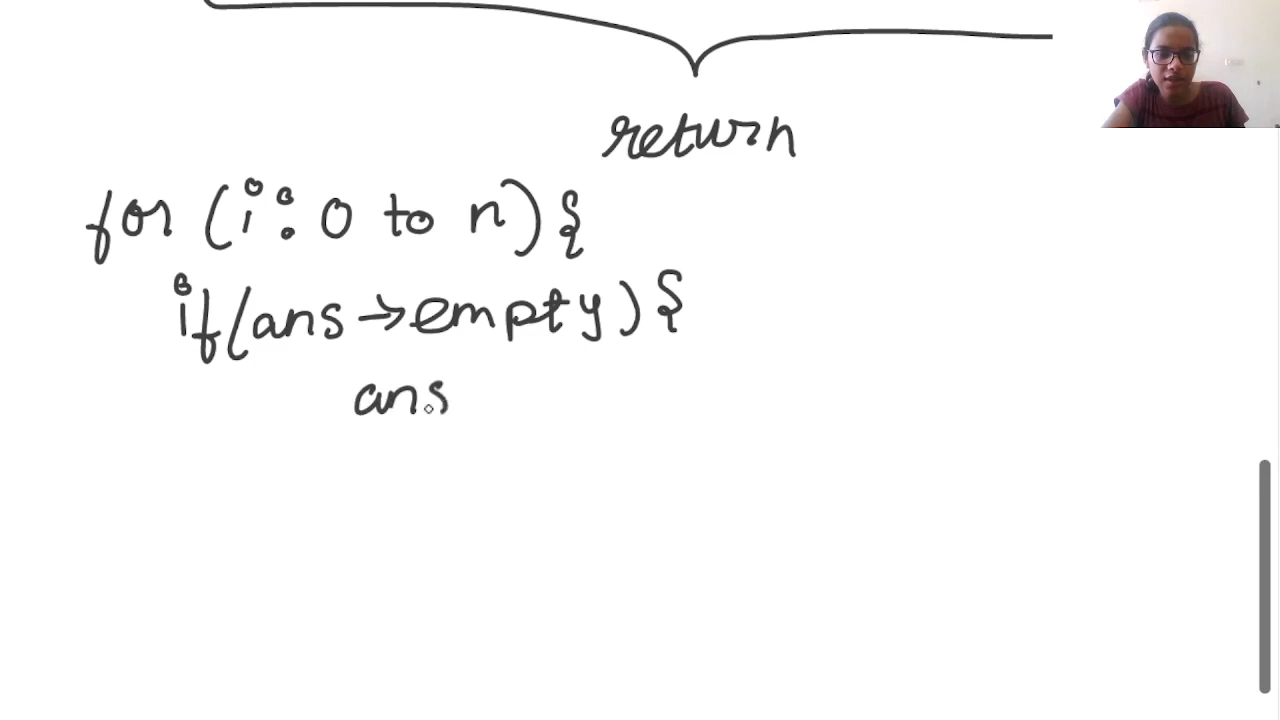 return
for (i : 0 to n) {
if(ans → empty) {
ans